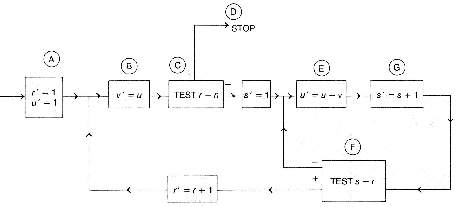 D
STOP
A
B
C
E
G
r' = 1
u' = 1
v' = u
TEST r - n
−
s' = 1
u' = u + v
s' = s + 1
F
−
+
TEST s - r
r' = r + 1